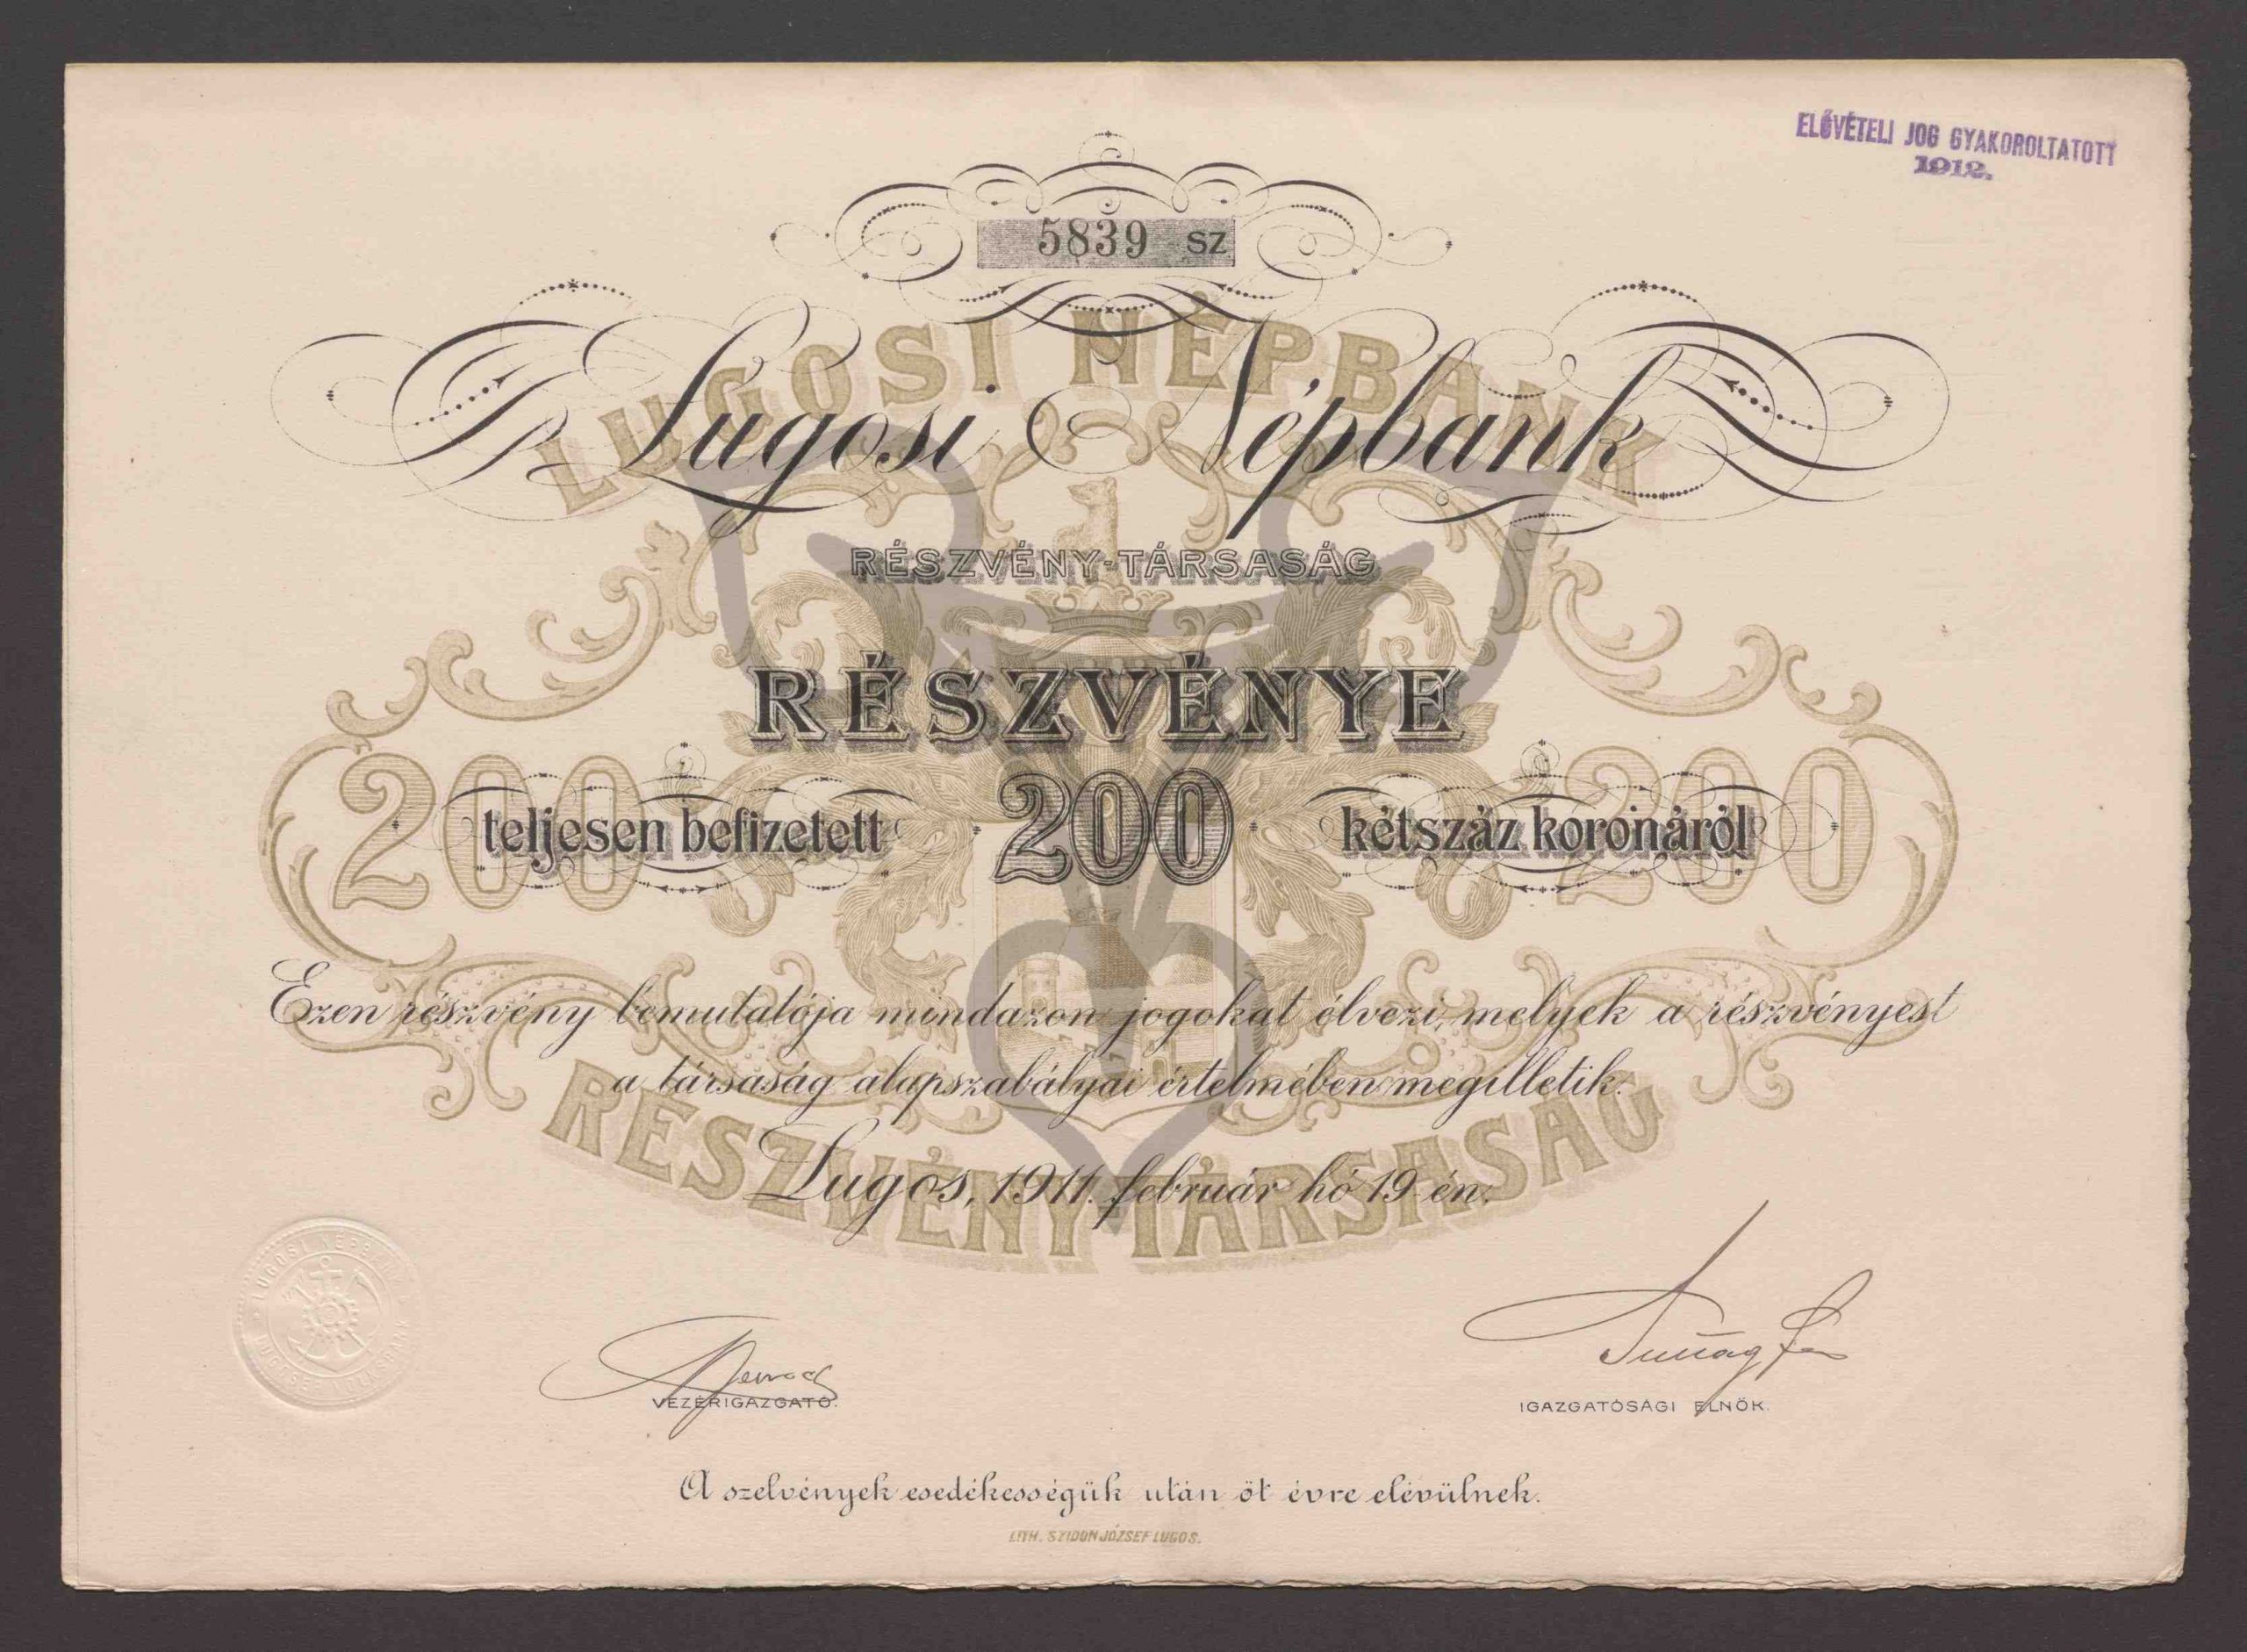 ELŐVÉTELI JOG GYAKOROLTATOTT
1912.
5839 SZ
LUGOSI NÉPBANK
Lugosi Népbank
RÉSZVÉNY-TÁRSASÁG
RÉSZVÉNYE
200 200
teljesen befizetett 200 kétszáz koronáról
Ezen részvény bemutatója mindazon jogokat élvezi, melyek a részvényest
a társaság alapszabályai értelmében megilletik.
RÉSZVÉNYTÁRSASÁG
Lugos, 1911. február hó 19-én.
LUGOSI NÉPBANK
VEZÉRIGAZGATÓ.
IGAZGATÓSÁGI ELNÖK.
A szelvények esedékességük után öt évre elévülnek.
LITH. SZIDON JÓZSEF LUGOS.